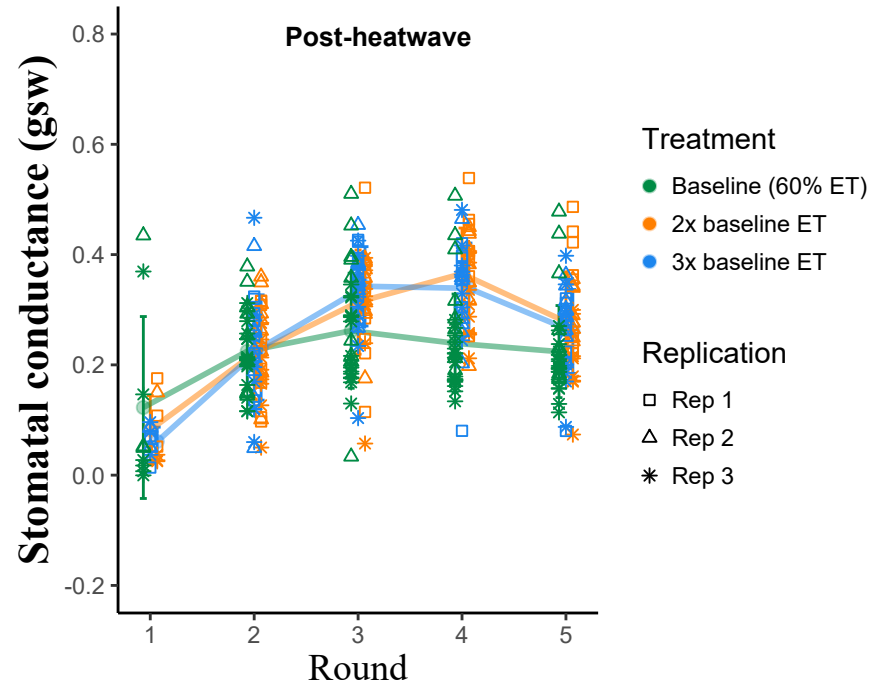 Post-heatwave
Stomatal conductance (gsw)
0.8
0.6
0.4
0.2
0.0
-0.2
1 2 3 4 5
Round
Treatment
Baseline (60% ET)
2x baseline ET
3x baseline ET
Replication
Rep 1
Rep 2
Rep 3